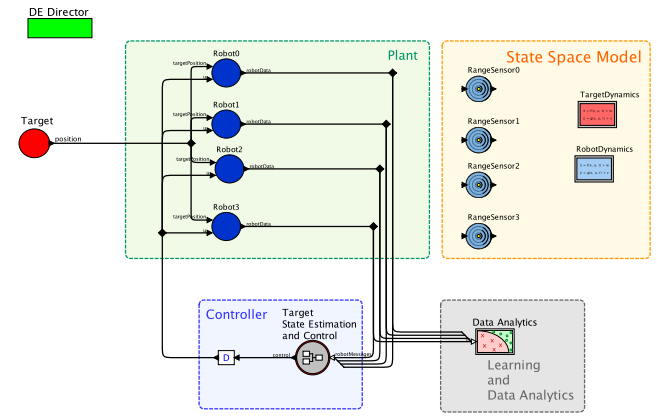 DE Director
Plant
State Space Model
Robot0
targetPosition
u
robotData
RangeSensor0
TargetDynamics
Robot1
targetPosition
u
robotData
RangeSensor1
Target
position
Robot2
targetPosition
u
robotData
RobotDynamics
RangeSensor2
Robot3
targetPosition
u
robotData
RangeSensor3
Controller
Target
State Estimation
and Control
D
control
robotMessages
Data Analytics
Learning
and
Data Analytics